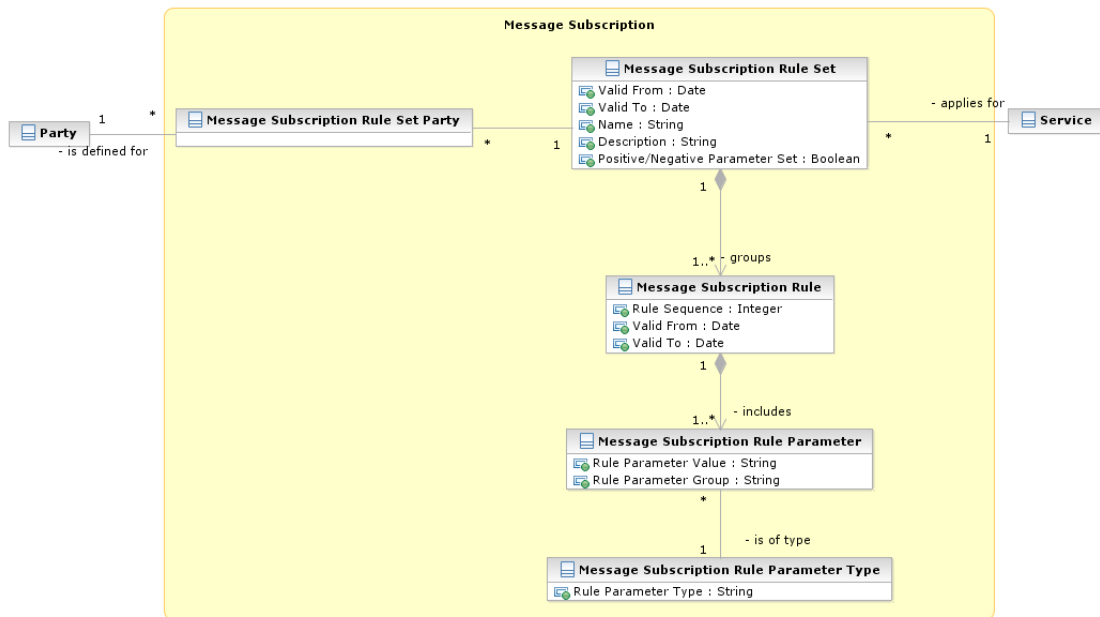 Message Subscription
Message Subscription Rule Set
Valid From : Date
Valid To : Date
Name : String
Description : String
Positive/Negative Parameter Set : Boolean
- applies for
Service
*
1
Party
1
*
- is defined for
Message Subscription Rule Set Party
*
1
1
1..*
- groups
Message Subscription Rule
Rule Sequence : Integer
Valid From : Date
Valid To : Date
1
- includes
1..*
Message Subscription Rule Parameter
Rule Parameter Value : String
Rule Parameter Group : String
*
- is of type
1
Message Subscription Rule Parameter Type
Rule Parameter Type : String